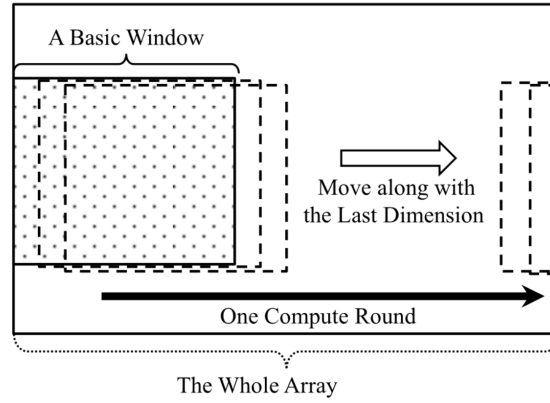 A Basic Window
Move along with
the Last Dimension
One Compute Round
The Whole Array